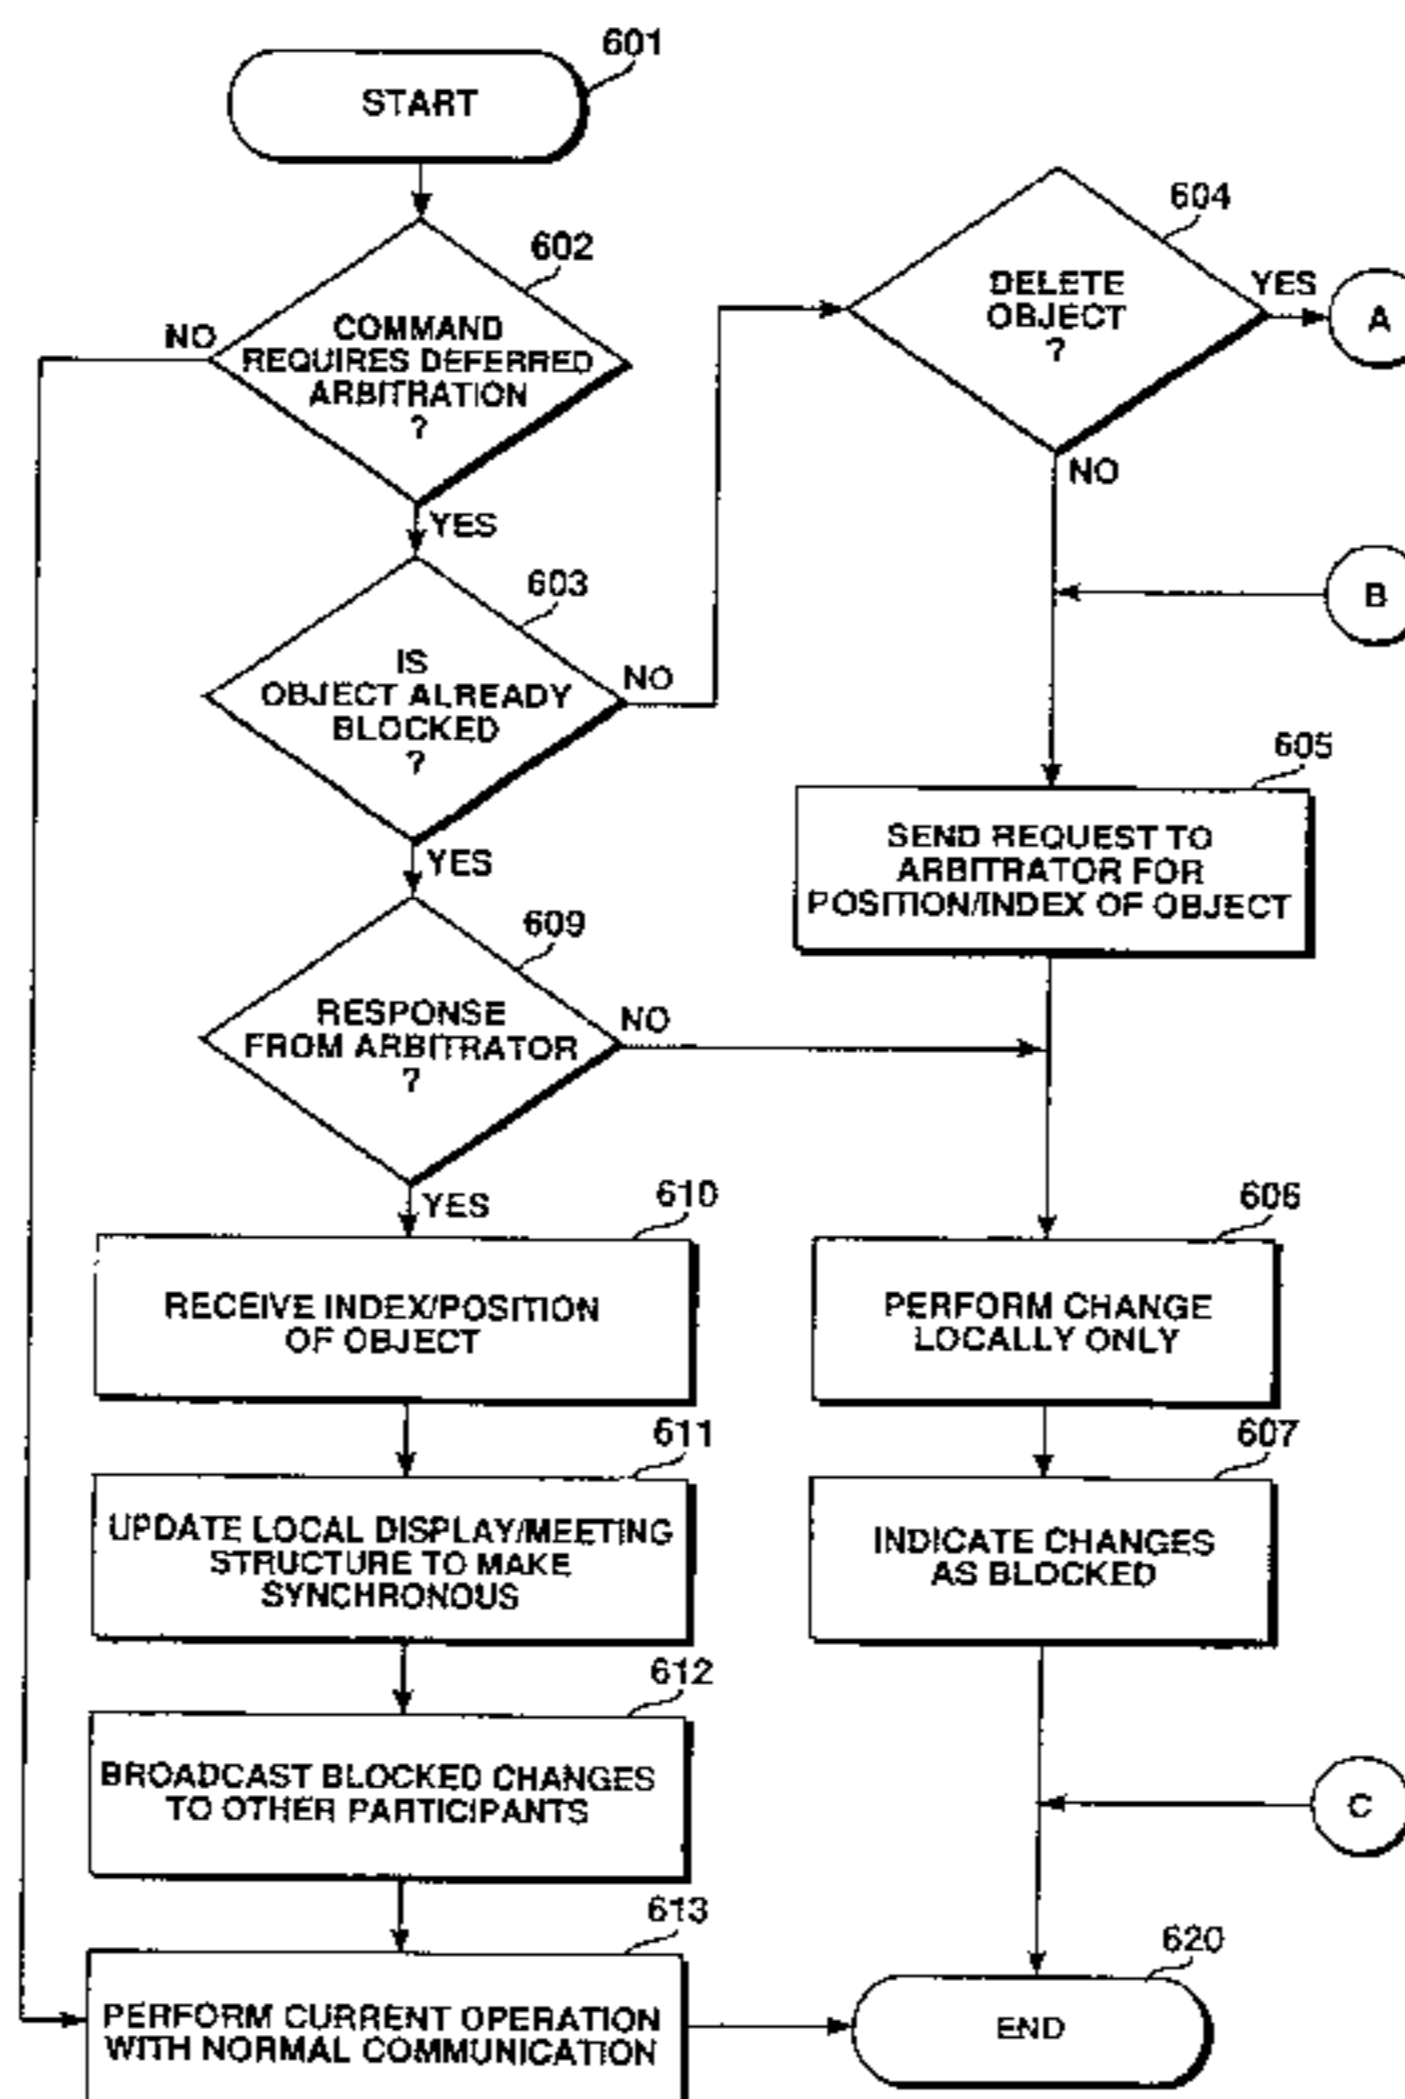 601
START
602
NO
COMMAND
REQUIRES DEFERRED
ARBITRATION
?
YES
603
IS
OBJECT ALREADY
BLOCKED
?
NO
YES
609
RESPONSE
FROM ARBITRATOR
?
NO
YES
610
RECEIVE INDEX/POSITION
OF OBJECT
611
UPDATE LOCAL DISPLAY/MEETING
STRUCTURE TO MAKE
SYNCHRONOUS
612
BROADCAST BLOCKED CHANGES
TO OTHER PARTICIPANTS
613
PERFORM CURRENT OPERATION
WITH NORMAL COMMUNICATION
604
DELETE
OBJECT
?
YES
A
NO
B
605
SEND REQUEST TO
ARBITRATOR FOR
POSITION/INDEX OF OBJECT
606
PERFORM CHANGE
LOCALLY ONLY
607
INDICATE CHANGES
AS BLOCKED
C
620
END